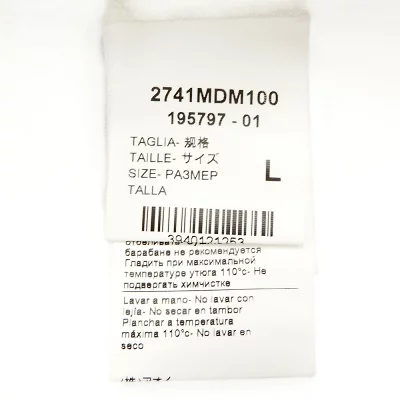 2741MDM100
195797 - 01
TAGLIA- 规格
TAILLE- サイズ
SIZE- РАЗМЕР
TALLA
L
3940121263
барабане не рекомендуется
Гладить при максимальной
температуре утюга 110°с- Не
подвергать химчистке
Lavar a mano- No lavar con
lejía- No secar en tambor
Planchar a temperatura
máxima 110°c- No lavar en
seco